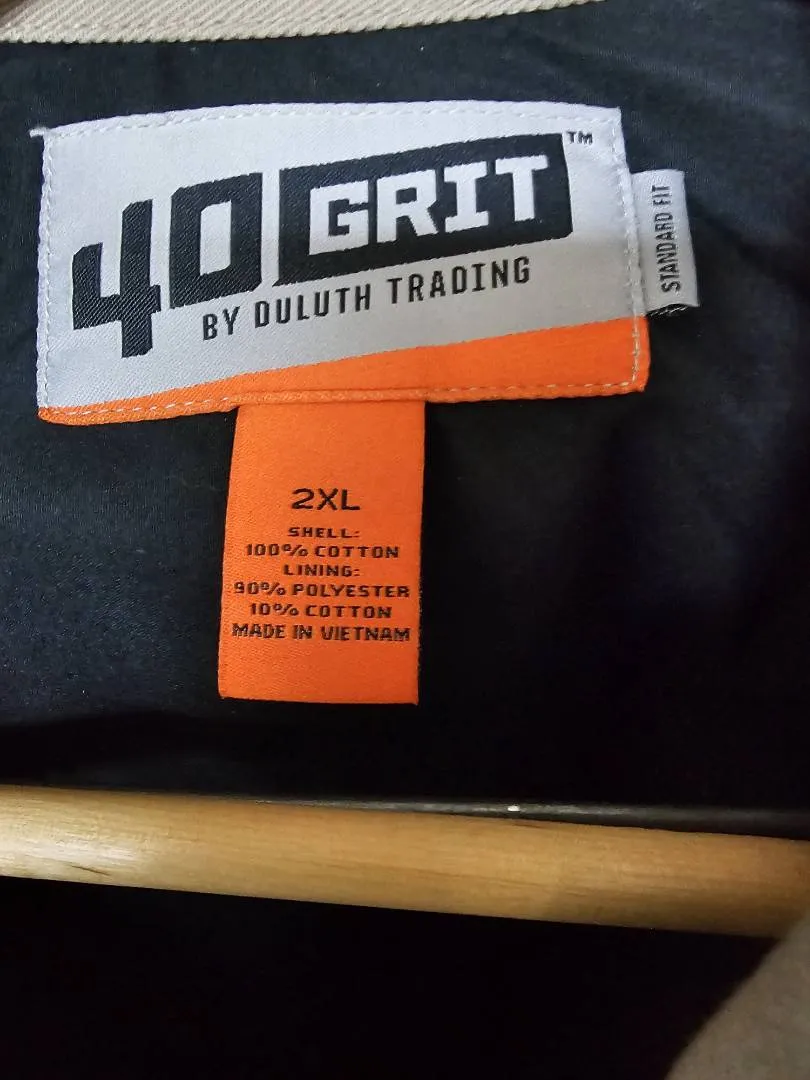 40 GRIT™
BY DULUTH TRADING
STANDARD FIT
2XL
SHELL:
100% COTTON
LINING:
90% POLYESTER
10% COTTON
MADE IN VIETNAM